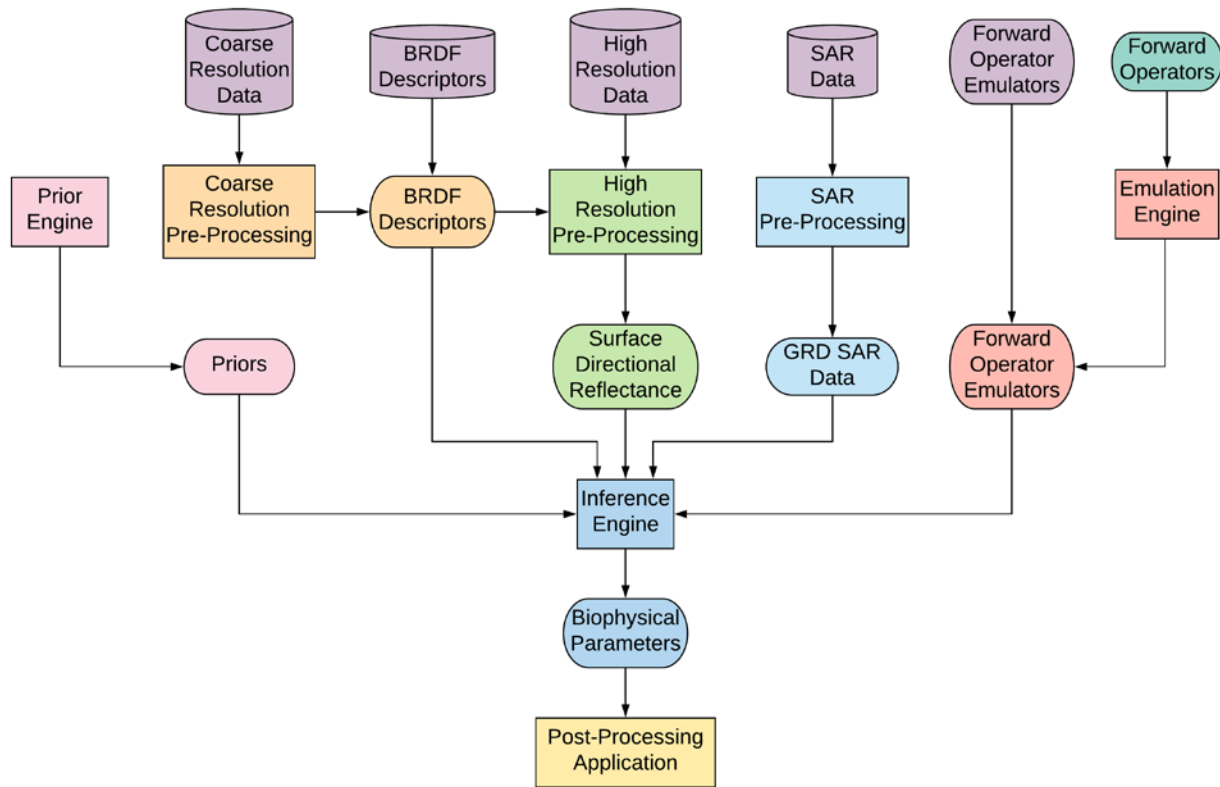 Coarse
Resolution
Data
BRDF
Descriptors
High
Resolution
Data
SAR
Data
Forward
Operator
Emulators
Forward
Operators
Prior
Engine
Coarse
Resolution
Pre-Processing
BRDF
Descriptors
High
Resolution
Pre-Processing
SAR
Pre-Processing
Emulation
Engine
Priors
Surface
Directional
Reflectance
GRD SAR
Data
Forward
Operator
Emulators
Inference
Engine
Biophysical
Parameters
Post-Processing
Application